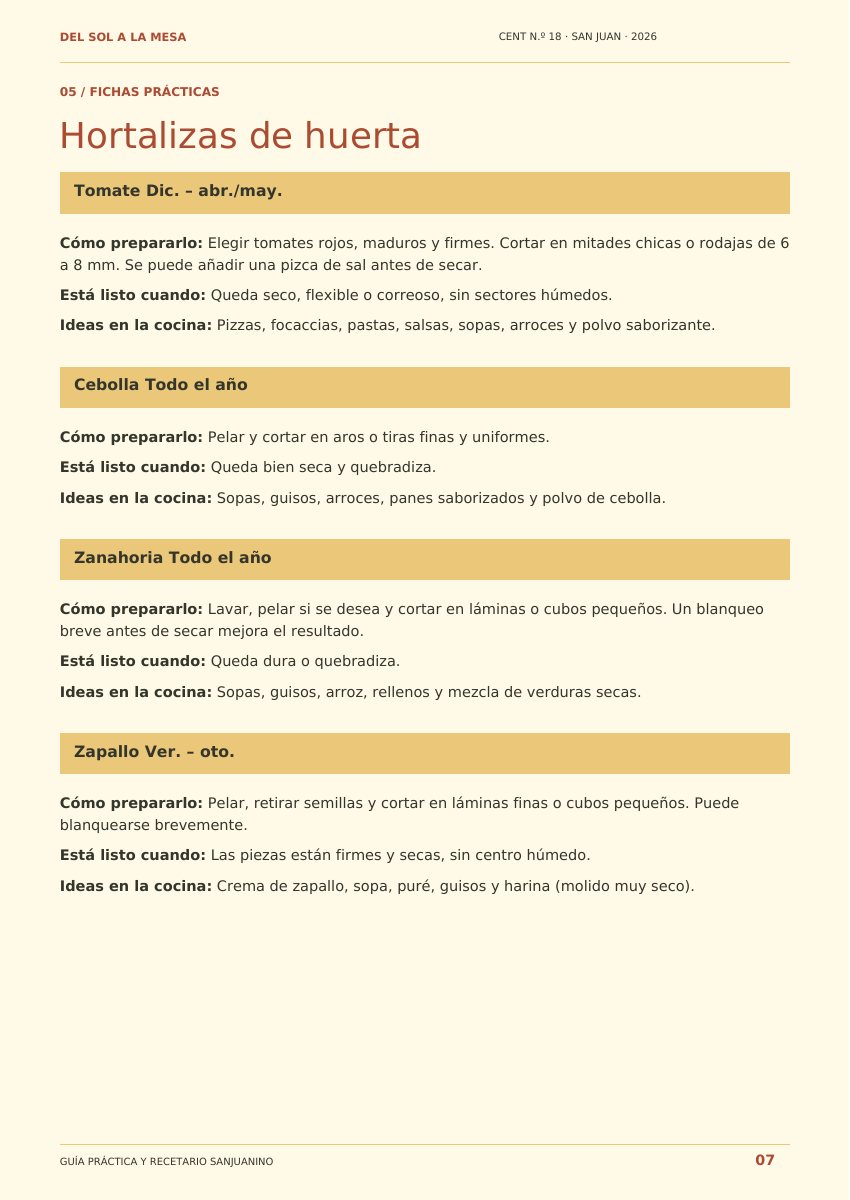 DEL SOL A LA MESA
CENT N.º 18 · SAN JUAN · 2026
05 / FICHAS PRÁCTICAS
Hortalizas de huerta
Tomate Dic. – abr./may.
Cómo prepararlo: Elegir tomates rojos, maduros y firmes. Cortar en mitades chicas o rodajas de 6
a 8 mm. Se puede añadir una pizca de sal antes de secar.
Está listo cuando: Queda seco, flexible o correoso, sin sectores húmedos.
Ideas en la cocina: Pizzas, focaccias, pastas, salsas, sopas, arroces y polvo saborizante.
Cebolla Todo el año
Cómo prepararlo: Pelar y cortar en aros o tiras finas y uniformes.
Está listo cuando: Queda bien seca y quebradiza.
Ideas en la cocina: Sopas, guisos, arroces, panes saborizados y polvo de cebolla.
Zanahoria Todo el año
Cómo prepararlo: Lavar, pelar si se desea y cortar en láminas o cubos pequeños. Un blanqueo
breve antes de secar mejora el resultado.
Está listo cuando: Queda dura o quebradiza.
Ideas en la cocina: Sopas, guisos, arroz, rellenos y mezcla de verduras secas.
Zapallo Ver. – oto.
Cómo prepararlo: Pelar, retirar semillas y cortar en láminas finas o cubos pequeños. Puede
blanquearse brevemente.
Está listo cuando: Las piezas están firmes y secas, sin centro húmedo.
Ideas en la cocina: Crema de zapallo, sopa, puré, guisos y harina (molido muy seco).
GUÍA PRÁCTICA Y RECETARIO SANJUANINO
07